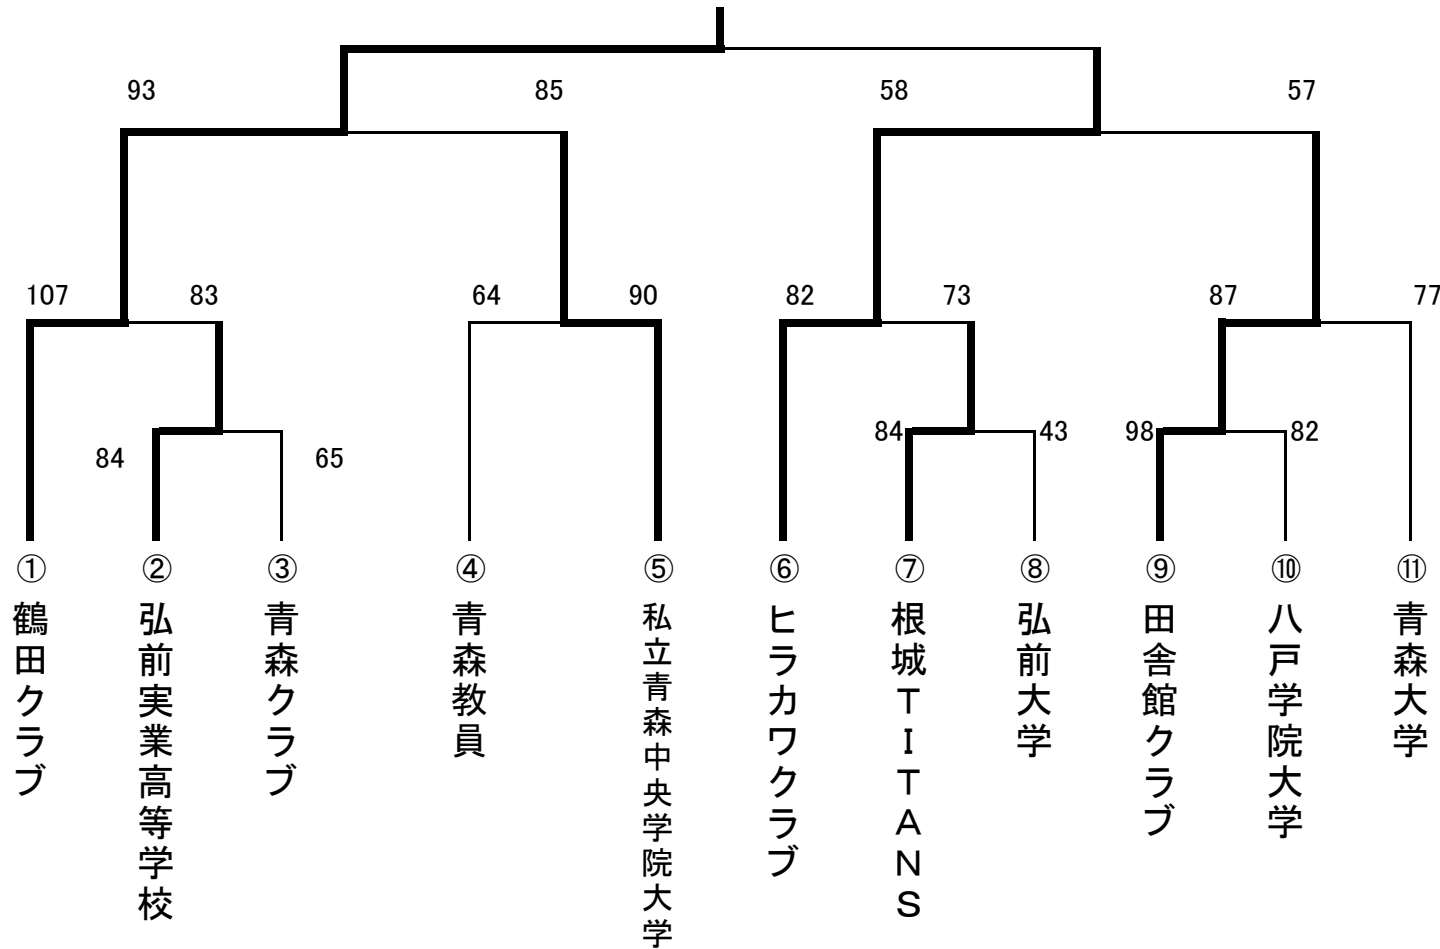 93 85 58 57
107 83 64 90 82 73 87 77
84 65 84 43 98 82
① ② ③ ④ ⑤ ⑥ ⑦ ⑧ ⑨ ⑩ ⑪
鶴田クラブ
弘前実業高等学校
青森クラブ
青森教員
私立青森中央学院大学
ヒラカワクラブ
根城TITANS
弘前大学
田舎館クラブ
八戸学院大学
青森大学